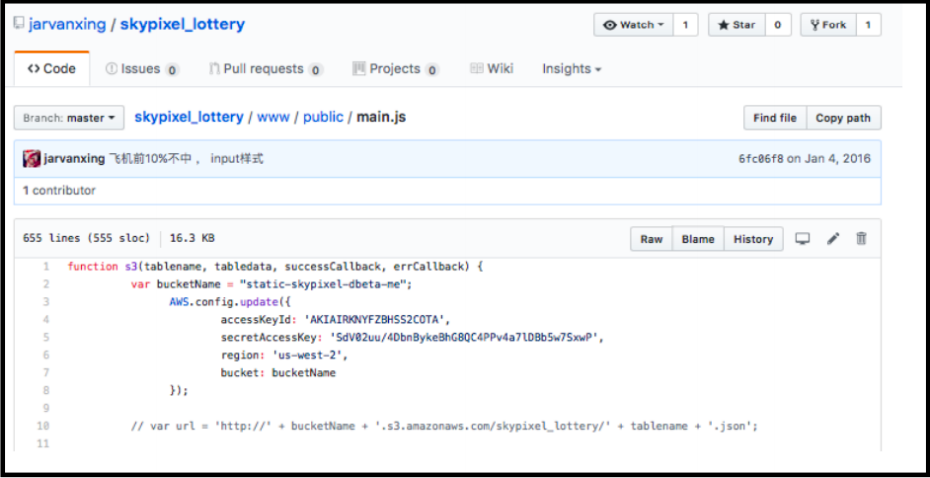 jarvanxing / skypixel_lottery
Watch 1 Star 0 Fork 1
Code Issues 0 Pull requests 0 Projects 0 Wiki Insights
Branch: master skypixel_lottery / www / public / main.js Find file Copy path
jarvanxing 飞机前10%不中 , input样式 6fc06f8 on Jan 4, 2016
1 contributor
655 lines (555 sloc) 16.3 KB Raw Blame History
1 function s3(tablename, tabledata, successCallback, errCallback) {
2 var bucketName = "static-skypixel-dbeta-me";
3 AWS.config.update({
4 accessKeyId: 'AKIAIRKNYFZBHSS2COTA',
5 secretAccessKey: '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',
6 region: 'us-west-2',
7 bucket: bucketName
8 });
9
10 // var url = 'http://' + bucketName + '.s3.amazonaws.com/skypixel_lottery/' + tablename + '.json';
11